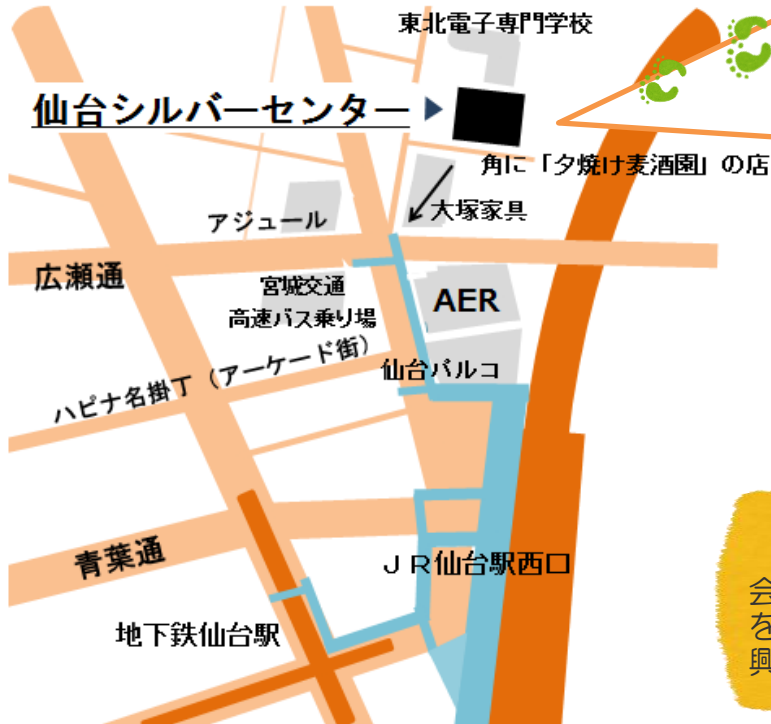 東北電子専門学校
仙台シルバーセンター
角に「夕焼け麦酒園」の店
大塚家具
アジュール
広瀬通
宮城交通
高速バス乗り場
AER
仙台パルコ
ハピナ名掛丁（アーケード街）
青葉通
ＪＲ仙台駅西口
地下鉄仙台駅
会
を
興